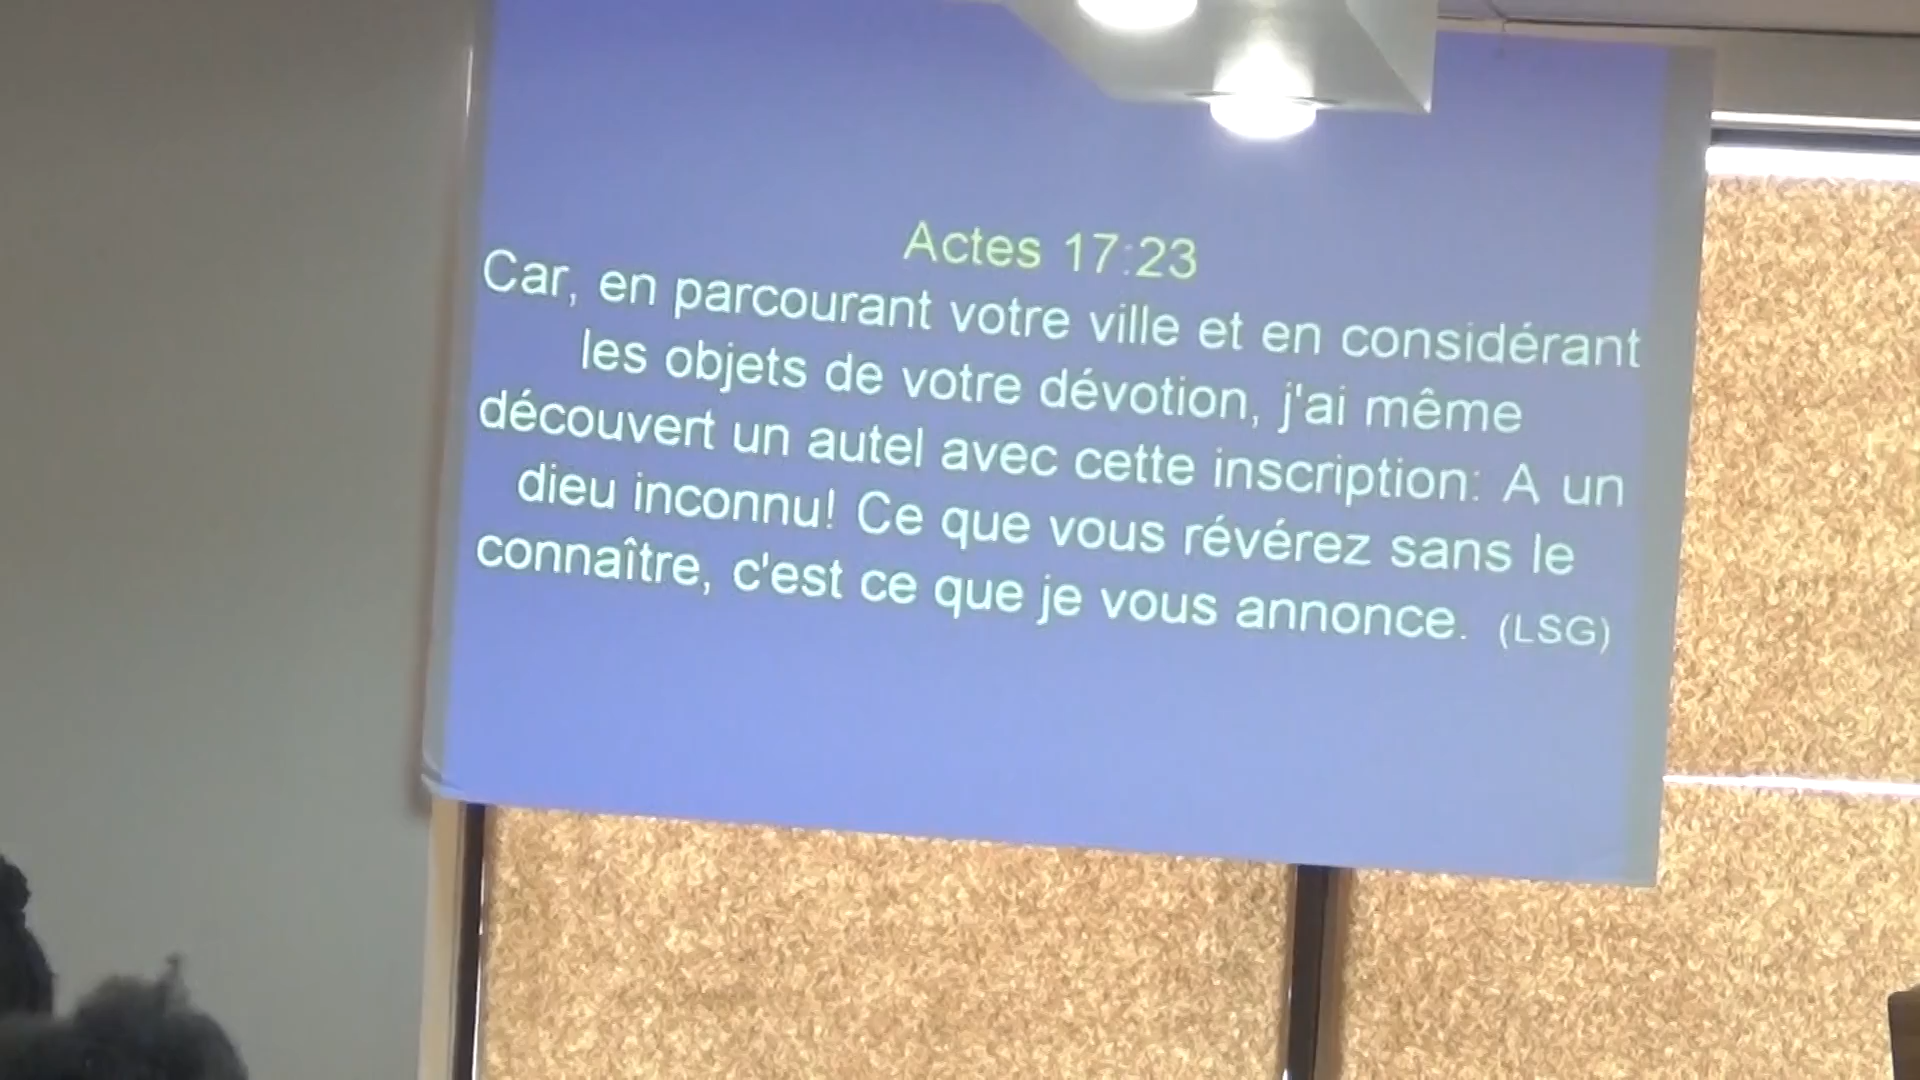 Actes 17:23
Car, en parcourant votre ville et en considérant
les objets de votre dévotion, j'ai même
découvert un autel avec cette inscription: A un
dieu inconnu! Ce que vous révérez sans le
connaître, c'est ce que je vous annonce. (LSG)